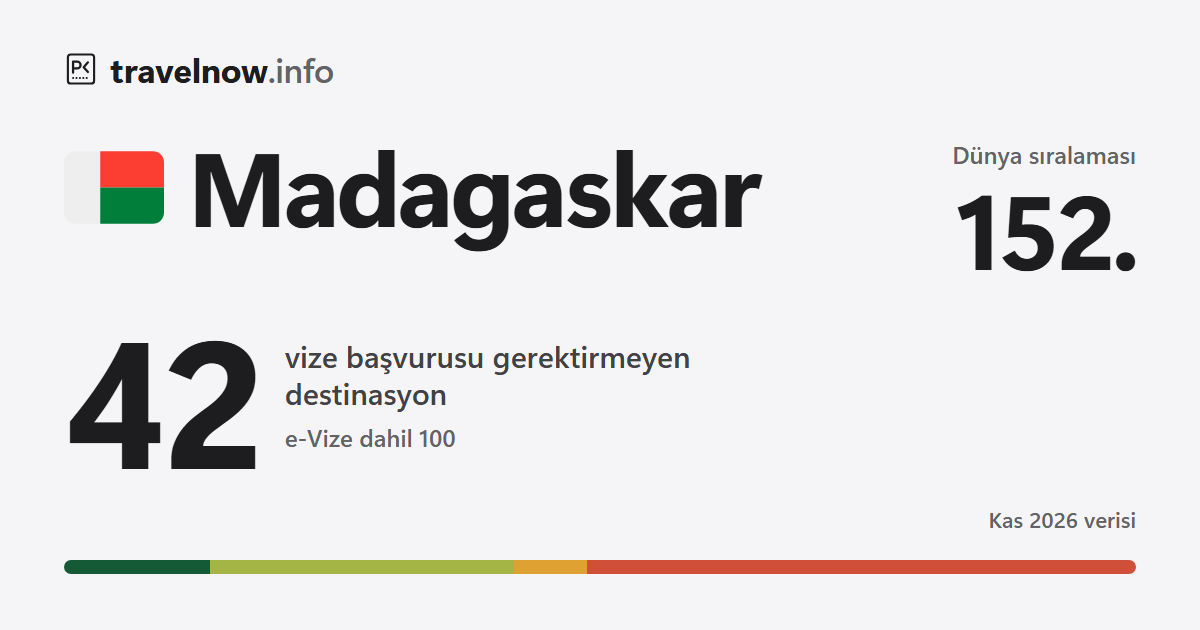 travelnow.info
Madagaskar
Dünya sıralaması
152.
42
vize başvurusu gerektirmeyen
destinasyon
e-Vize dahil 100
Kas 2026 verisi